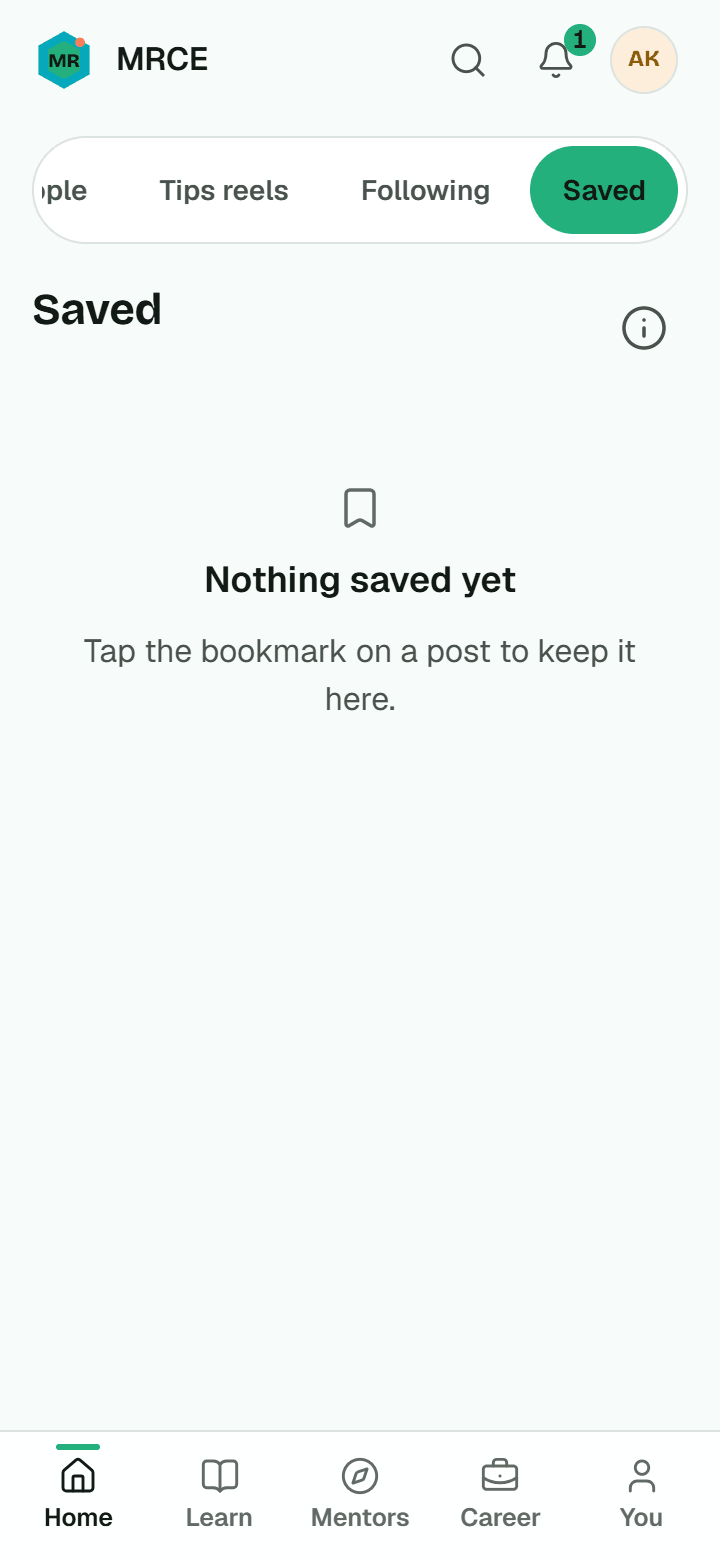 MR
MRCE
1
AK
Tips reels
Following
Saved
Saved
Nothing saved yet
Tap the bookmark on a post to keep it
here.
Home
Learn
Mentors
Career
You